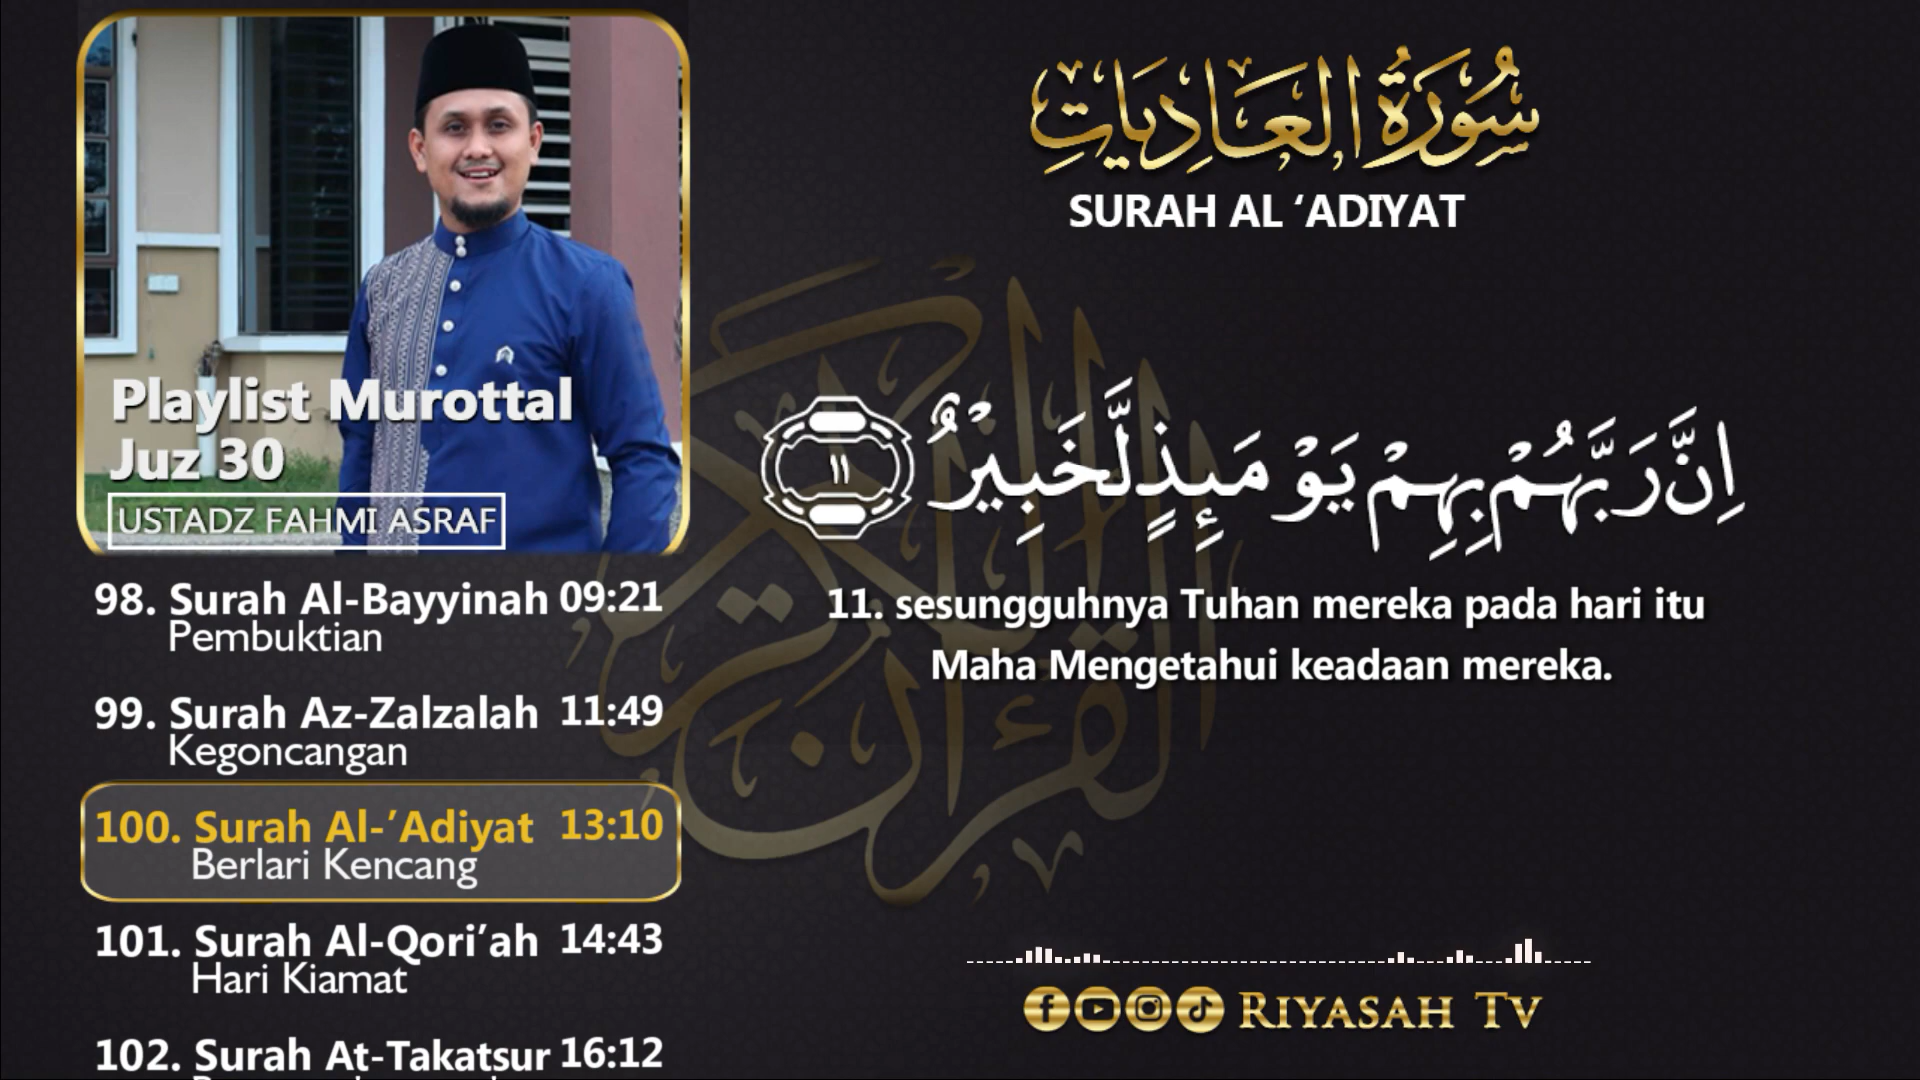 Playlist Murottal
Juz 30
USTADZ FAHMI ASRAF
98. Surah Al-Bayyinah 09:21
Pembuktian
99. Surah Az-Zalzalah 11:49
Kegoncangan
100. Surah Al-’Adiyat 13:10
Berlari Kencang
101. Surah Al-Qori’ah 14:43
Hari Kiamat
102. Surah At-Takatsur 16:12
سُورَةُ العَادِيَاتِ
SURAH AL ‘ADIYAT
اِنَّ رَبَّهُمْ بِهِمْ يَوْمَىِٕذٍ لَّخَبِيْرٌ ١١
11. sesungguhnya Tuhan mereka pada hari itu
Maha Mengetahui keadaan mereka.
RIYASAH TV